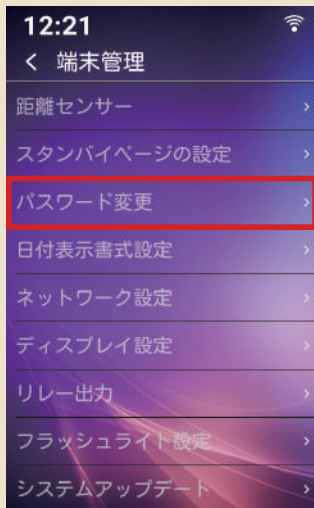 12:21
< 端末管理
距離センサー >
スタンバイページの設定 >
パスワード変更 >
日付表示書式設定 >
ネットワーク設定 >
ディスプレイ設定 >
リレー出力 >
フラッシュライト設定 >
システムアップデート >